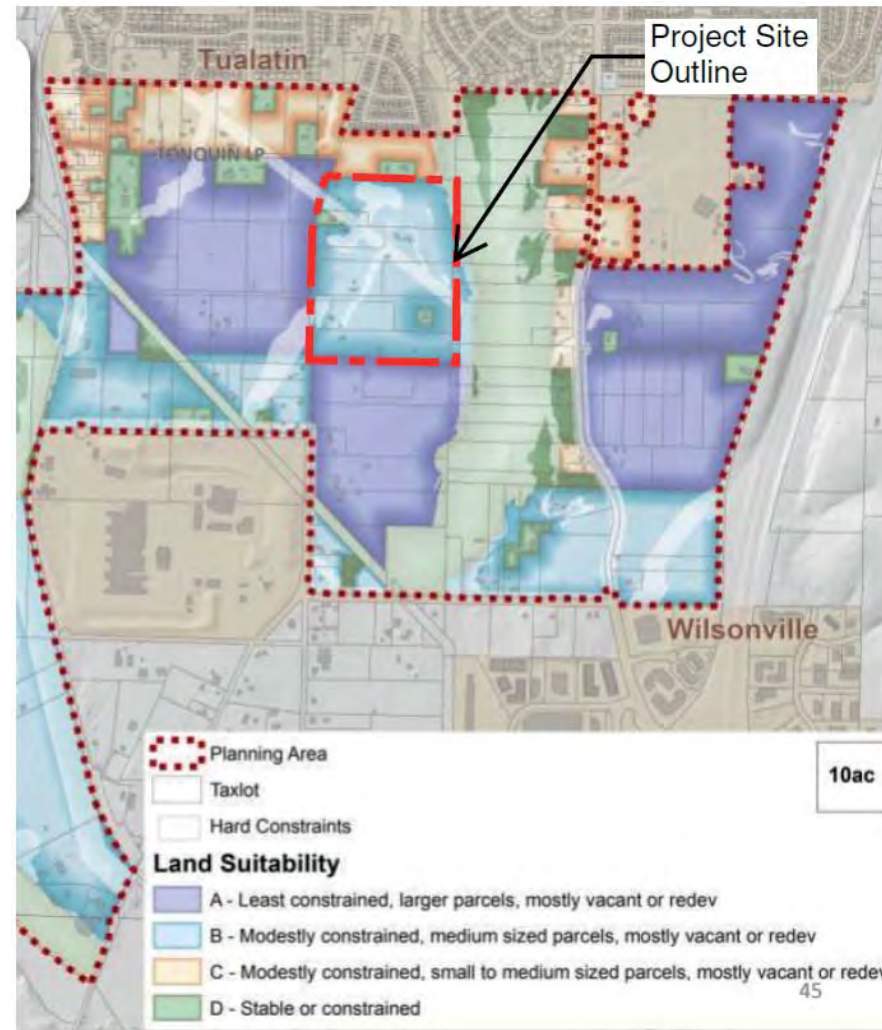 Project Site
Outline
Tualatin
TONQUIN LP
Wilsonville
Planning Area
Taxlot
Hard Constraints
10ac
Land Suitability
A - Least constrained, larger parcels, mostly vacant or redev
B - Modestly constrained, medium sized parcels, mostly vacant or redev
C - Modestly constrained, small to medium sized parcels, mostly vacant or redev
45
D - Stable or constrained